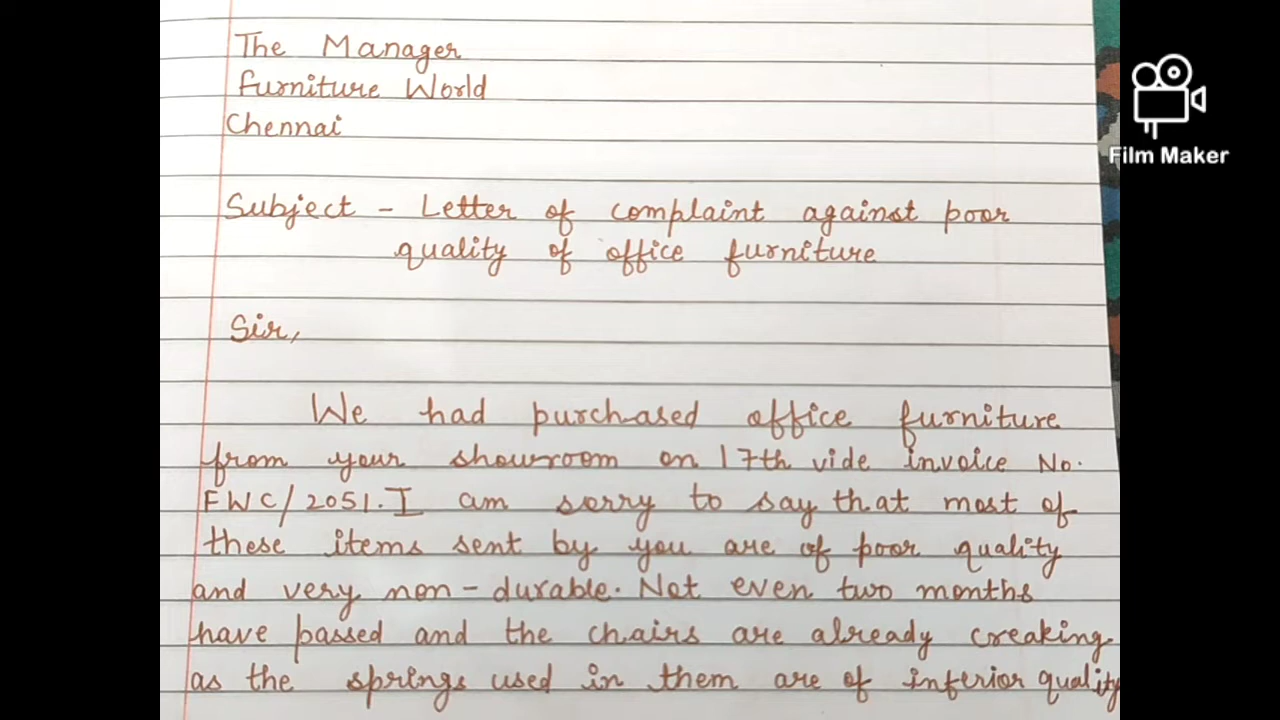 The Manager
Furniture World
Chennai
Subject - Letter of complaint against poor
quality of office furniture
Sir,
We had purchased office furniture
from your showroom on 17th vide invoice No.
FWC/2051. I am sorry to say that most of
these items sent by you are of poor quality
and very non-durable. Not even two months
have passed and the chairs are already creaking
as the springs used in them are of inferior quality
Film Maker